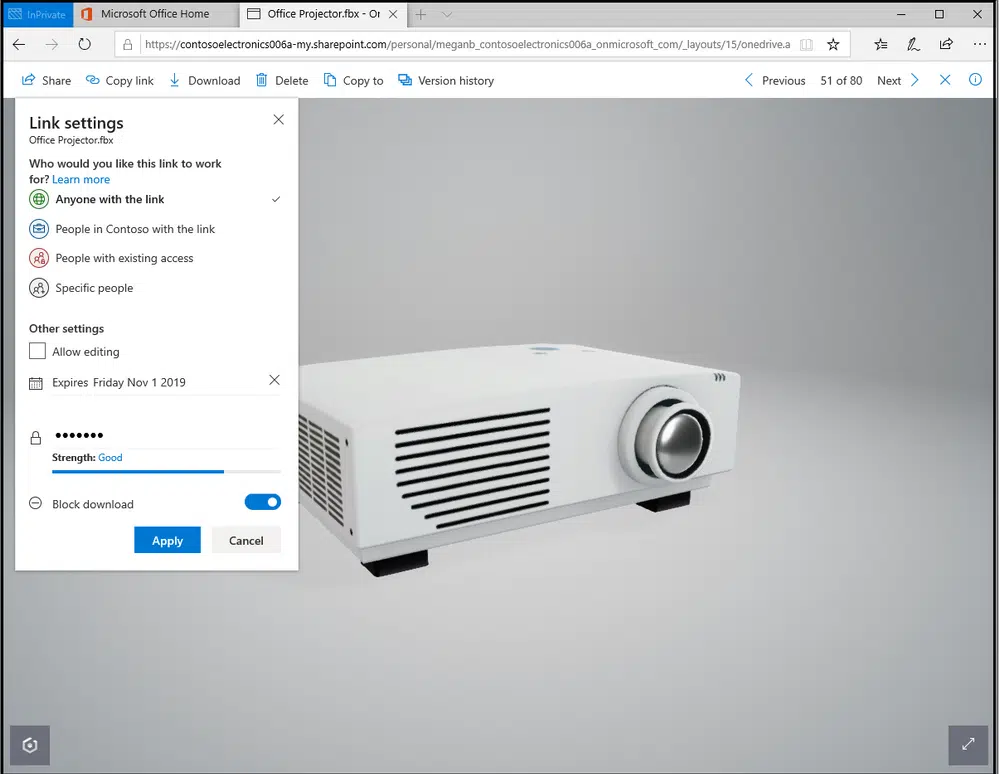 InPrivate
Microsoft Office Home
Office Projector.fbx - Or
https://contosoelectronics006a-my.sharepoint.com/personal/meganb_contosoelectronics006a_onmicrosoft_com/_layouts/15/onedrive.a
Share Copy link Download Delete Copy to Version history Previous 51 of 80 Next
Link settings
Office Projector.fbx
Who would you like this link to work
for? Learn more
Anyone with the link
People in Contoso with the link
People with existing access
Specific people
Other settings
Allow editing
Expires Friday Nov 1 2019
•••••••
Strength: Good
Block download
Apply Cancel